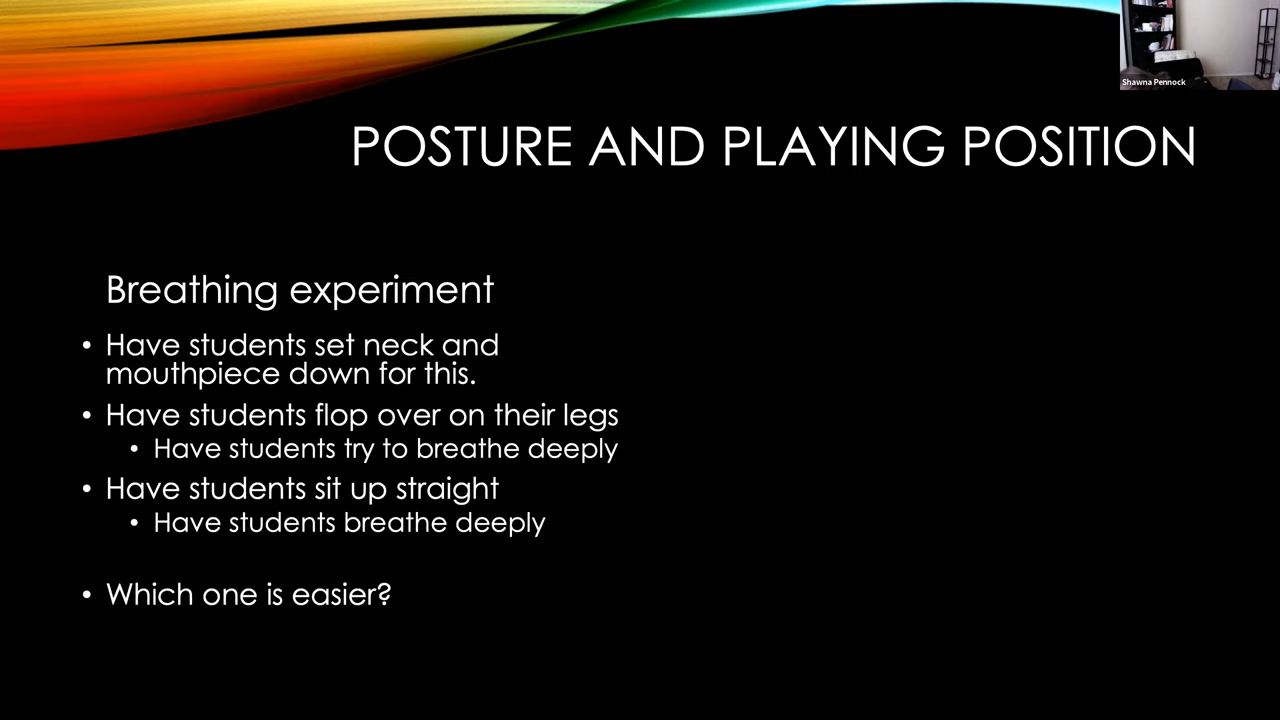 Shawna Pennock
POSTURE AND PLAYING POSITION
Breathing experiment
• Have students set neck and
mouthpiece down for this.
• Have students flop over on their legs
• Have students try to breathe deeply
• Have students sit up straight
• Have students breathe deeply
• Which one is easier?